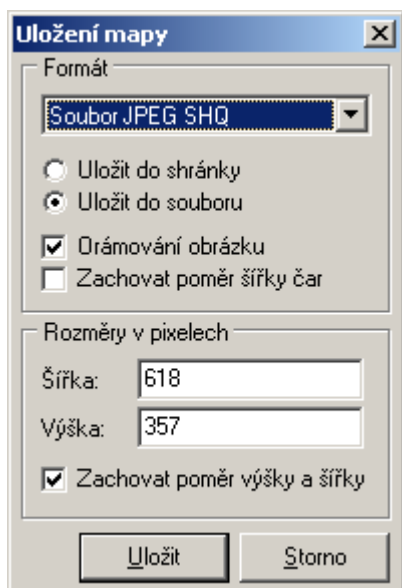 Uložení mapy
Formát
Soubor JPEG SHQ
Uložit do shránky
Uložit do souboru
Orámování obrázku
Zachovat poměr šířky čar
Rozměry v pixelech
Šířka: 618
Výška: 357
Zachovat poměr výšky a šířky
Uložit Storno